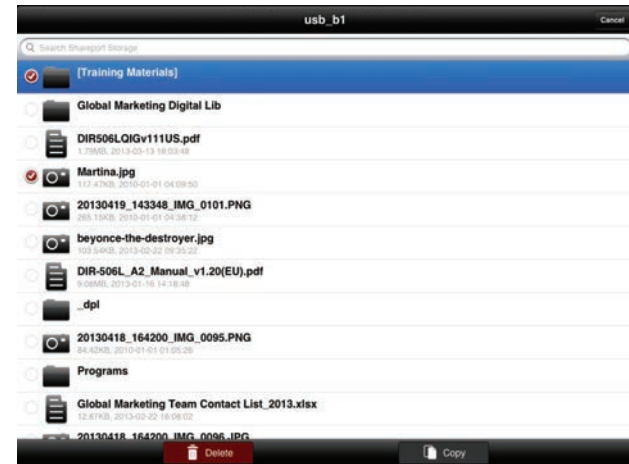 usb_b1
Cancel
Search Shareport Storage
[Training Materials]
Global Marketing Digital Lib
DIR506LQIGv111US.pdf
1.79MB, 2013-03-13 16:03:48
Martina.jpg
117.47KB, 2010-01-01 04:09:50
20130419_143348_IMG_0101.PNG
265.15KB, 2010-01-01 04:38:12
beyonce-the-destroyer.jpg
103.54KB, 2013-02-22 09:35:22
DIR-506L_A2_Manual_v1.20(EU).pdf
9.08MB, 2013-01-16 14:18:48
_dpl
20130418_164200_IMG_0095.PNG
84.42KB, 2010-01-01 01:05:26
Programs
Global Marketing Team Contact List_2013.xlsx
12.67KB, 2013-02-22 16:06:02
20130418_164200_IMG_0096.JPG
Delete
Copy